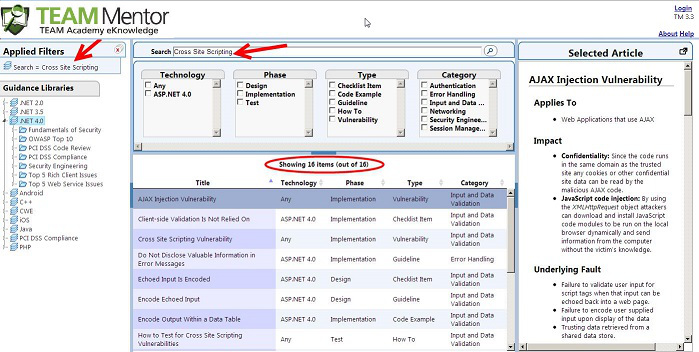 TEAM Mentor
TEAM Academy eKnowledge
Login
TM 3.3
About Help
Applied Filters
Search = Cross Site Scripting
Guidance Libraries
.NET 2.0
.NET 3.5
.NET 4.0
Fundamentals of Security
OWASP Top 10
PCI DSS Code Review
PCI DSS Compliance
Security Engineering
Top 5 Rich Client Issues
Top 5 Web Service Issues
Android
C++
CWE
iOS
Java
PCI DSS Compliance
PHP
Search Cross Site Scripting
Technology
Any
ASP.NET 4.0
Phase
Design
Implementation
Test
Type
Checklist Item
Code Example
Guideline
How To
Vulnerability
Category
Authentication
Error Handling
Input and Data ...
Networking
Security Enginee...
Session Manage...
Showing 16 items (out of 16)
Title Technology Phase Type Category
AJAX Injection Vulnerability Any Implementation Vulnerability Input and Data Validation
Client-side Validation Is Not Relied On ASP.NET 4.0 Implementation Checklist Item Input and Data Validation
Cross Site Scripting Vulnerability Any Implementation Vulnerability Input and Data Validation
Do Not Disclose Valuable Information in Error Messages ASP.NET 4.0 Implementation Guideline Error Handling
Echoed Input Is Encoded ASP.NET 4.0 Design Checklist Item Input and Data Validation
Encode Echoed Input ASP.NET 4.0 Design Guideline Input and Data Validation
Encode Output Within a Data Table ASP.NET 4.0 Implementation Code Example Input and Data Validation
How to Test for Cross Site Scripting Vulnerabilities Any Test How To Input and Data Validation
Selected Article
AJAX Injection Vulnerability
Applies To
Web Applications that use AJAX
Impact
Confidentiality: Since the code runs
in the same domain as the trusted
site any cookies or other confidential
site data can be read by the
malicious AJAX code.
JavaScript code injection: By using
the XMLHttpRequest object attackers
can download and install JavaScript
code modules to be run on the local
browser dynamically and send
information from the computer
without the victim's knowledge.
Underlying Fault
Failure to validate user input for
script tags when that input can be
echoed back into a web page.
Failure to encode user supplied
input upon display of the data
Trusting data retrieved from a
shared data store.